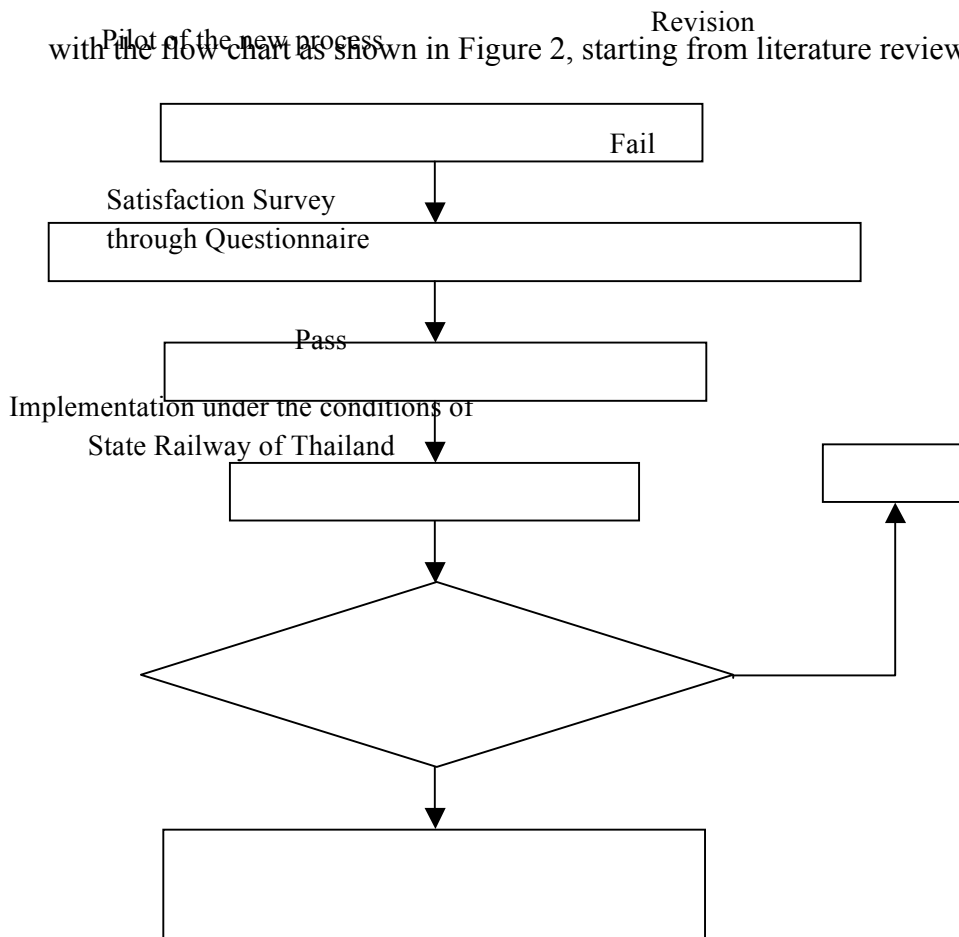 Revision
Pilot of the new process
with the flow chart as shown in Figure 2, starting from literature review
Fail
Satisfaction Survey
through Questionnaire
Pass
Implementation under the conditions of
State Railway of Thailand